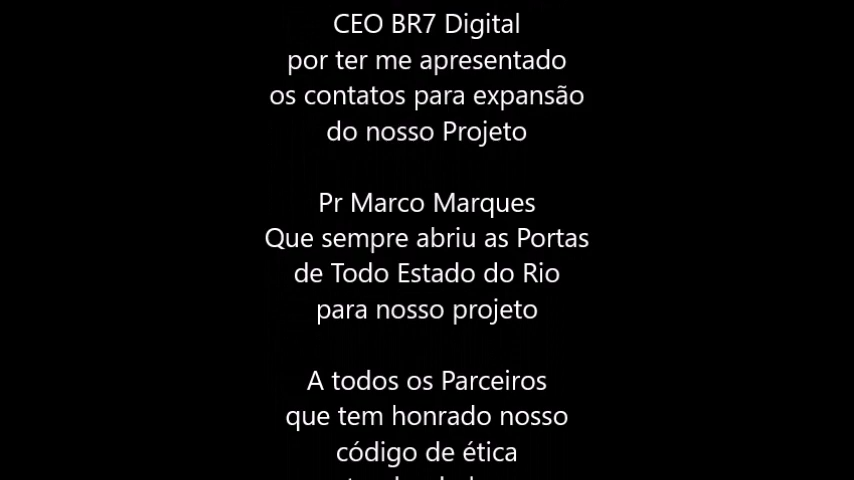 CEO BR7 Digital
por ter me apresentado
os contatos para expansão
do nosso Projeto
Pr Marco Marques
Que sempre abriu as Portas
de Todo Estado do Rio
para nosso projeto
A todos os Parceiros
que tem honrado nosso
código de ética